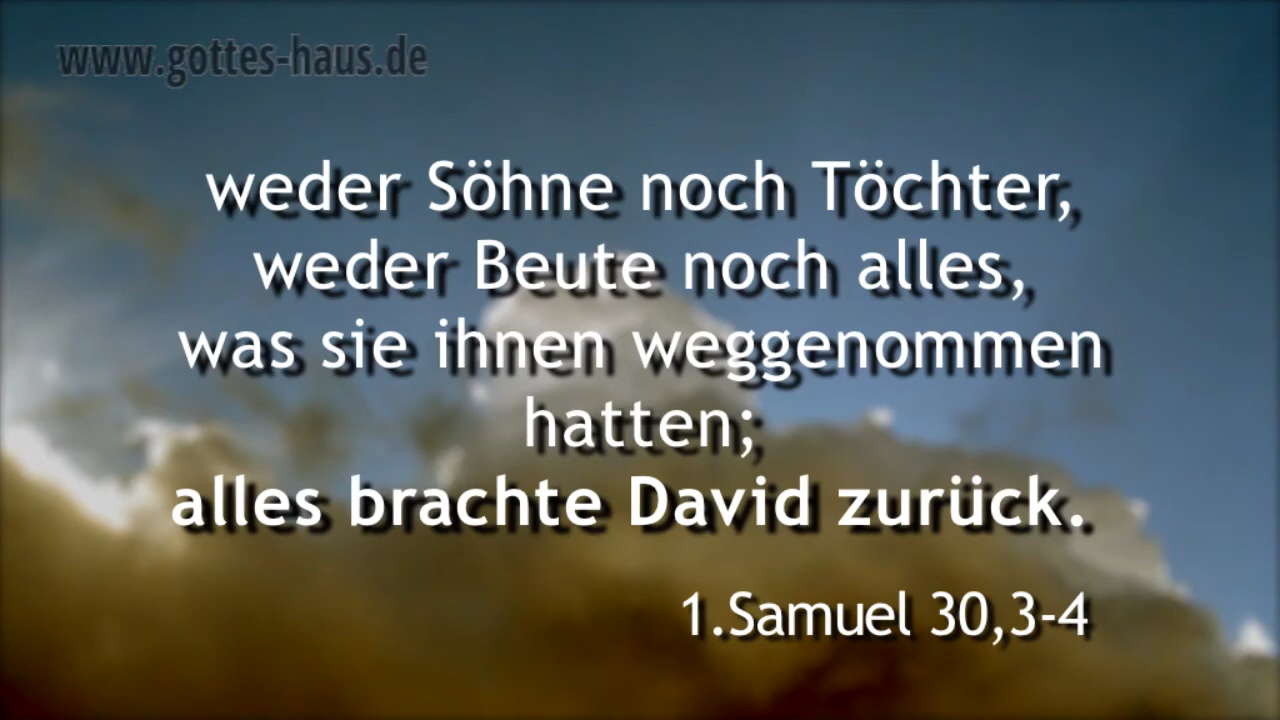 www.gottes-haus.de
weder Söhne noch Töchter,
weder Beute noch alles,
was sie ihnen weggenommen
hatten;
alles brachte David zurück.
1.Samuel 30,3-4